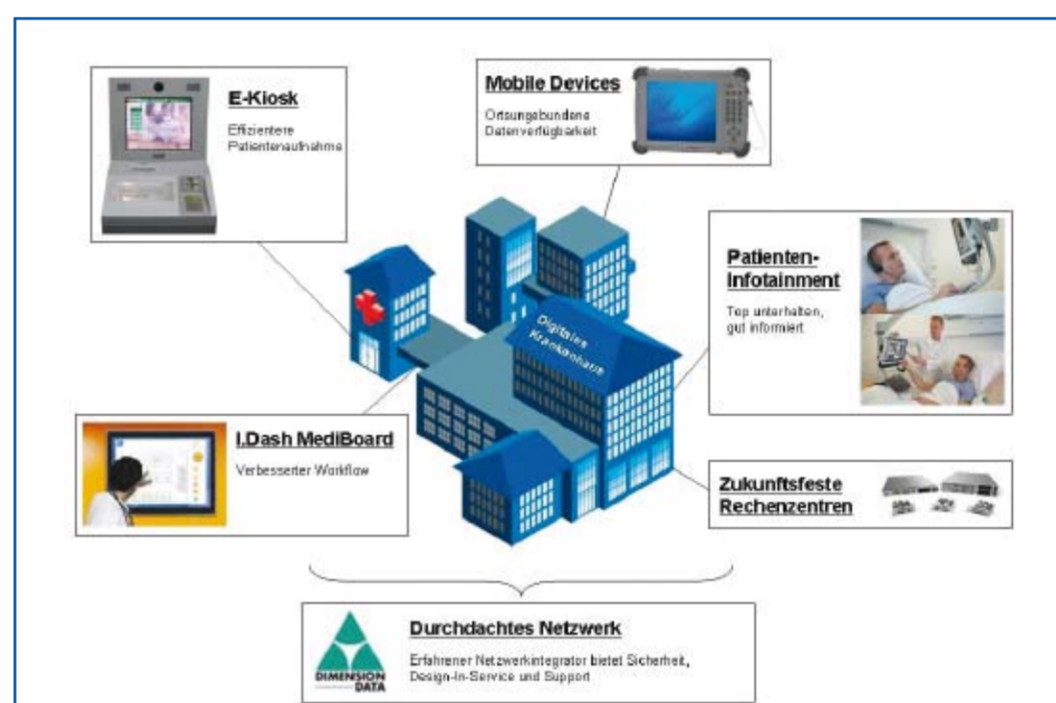 E-Kiosk
Effizientere
Patientenaufnahme
Mobile Devices
Ortsungebundene
Datenverfügbarkeit
Patienten-
Infotainment
Top unterhalten,
gut informiert
Digitales
Krankenhaus
I.Dash MediBoard
Verbesserter Workflow
Zukunftsfeste
Rechenzentren
Durchdachtes Netzwerk
Erfahrener Netzwerkintegrator bietet Sicherheit,
Design-In-Service und Support
DIMENSION
DATA